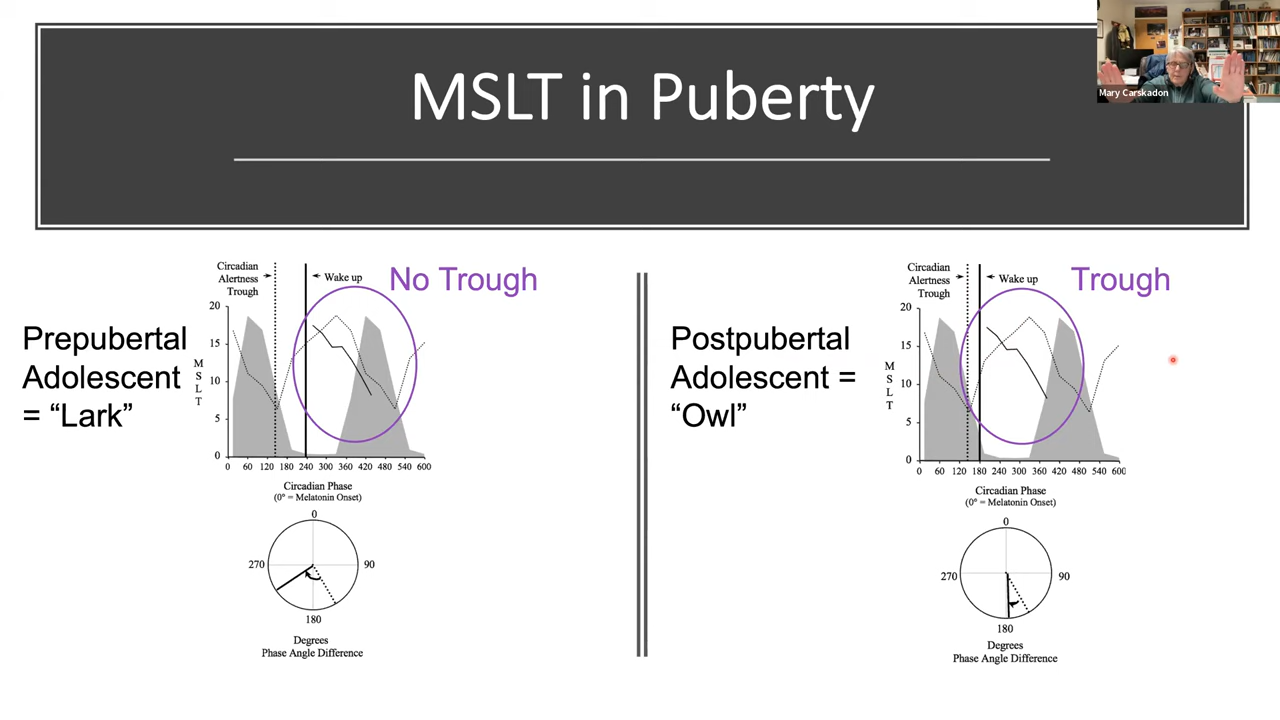 MSLT in Puberty
Mary Carskadon
Prepubertal
Adolescent
= “Lark”
Circadian
Alertness
Trough
Wake up
No Trough
20
15
10
5
0
M
S
L
T
0 60 120 180 240 300 360 420 480 540 600
Circadian Phase
(0° = Melatonin Onset)
0
270
90
180
Degrees
Phase Angle Difference
Postpubertal
Adolescent =
“Owl”
Circadian
Alertness
Trough
Wake up
Trough
20
15
10
5
0
M
S
L
T
0 60 120 180 240 300 360 420 480 540 600
Circadian Phase
(0° = Melatonin Onset)
0
270
90
180
Degrees
Phase Angle Difference